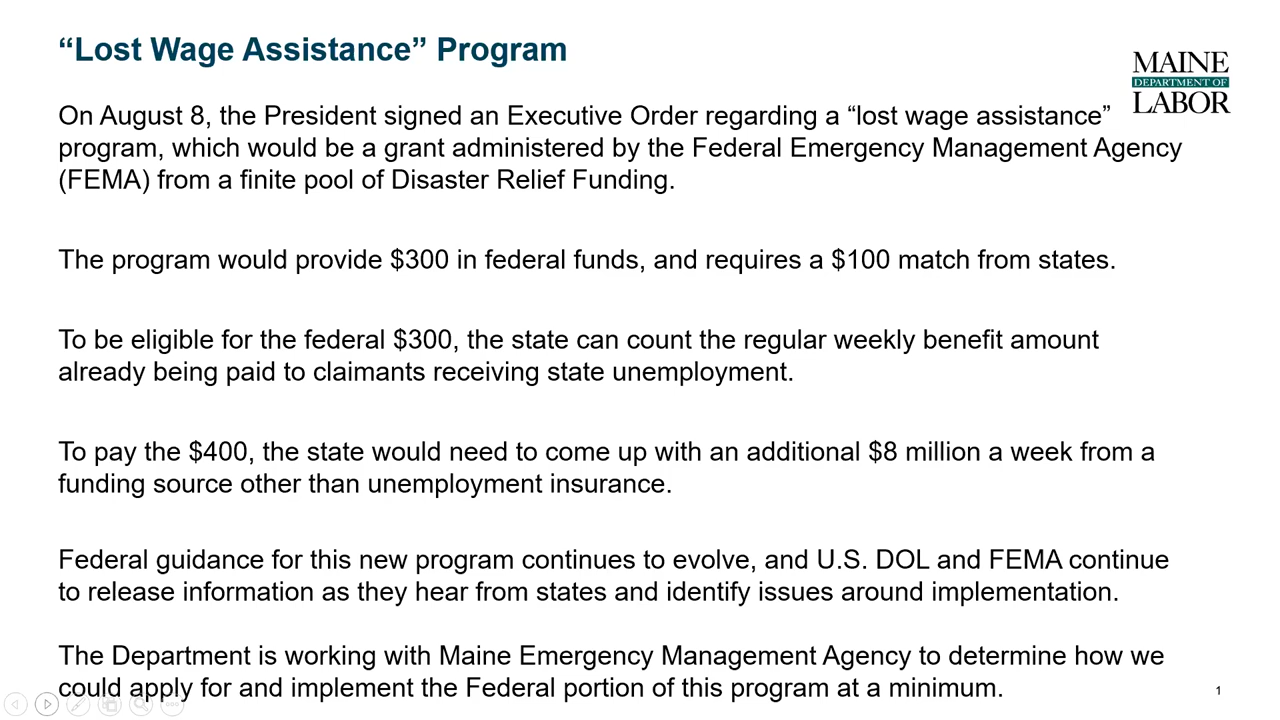 “Lost Wage Assistance” Program
MAINE
DEPARTMENT OF
LABOR
On August 8, the President signed an Executive Order regarding a “lost wage assistance”
program, which would be a grant administered by the Federal Emergency Management Agency
(FEMA) from a finite pool of Disaster Relief Funding.
The program would provide $300 in federal funds, and requires a $100 match from states.
To be eligible for the federal $300, the state can count the regular weekly benefit amount
already being paid to claimants receiving state unemployment.
To pay the $400, the state would need to come up with an additional $8 million a week from a
funding source other than unemployment insurance.
Federal guidance for this new program continues to evolve, and U.S. DOL and FEMA continue
to release information as they hear from states and identify issues around implementation.
The Department is working with Maine Emergency Management Agency to determine how we
could apply for and implement the Federal portion of this program at a minimum.
1